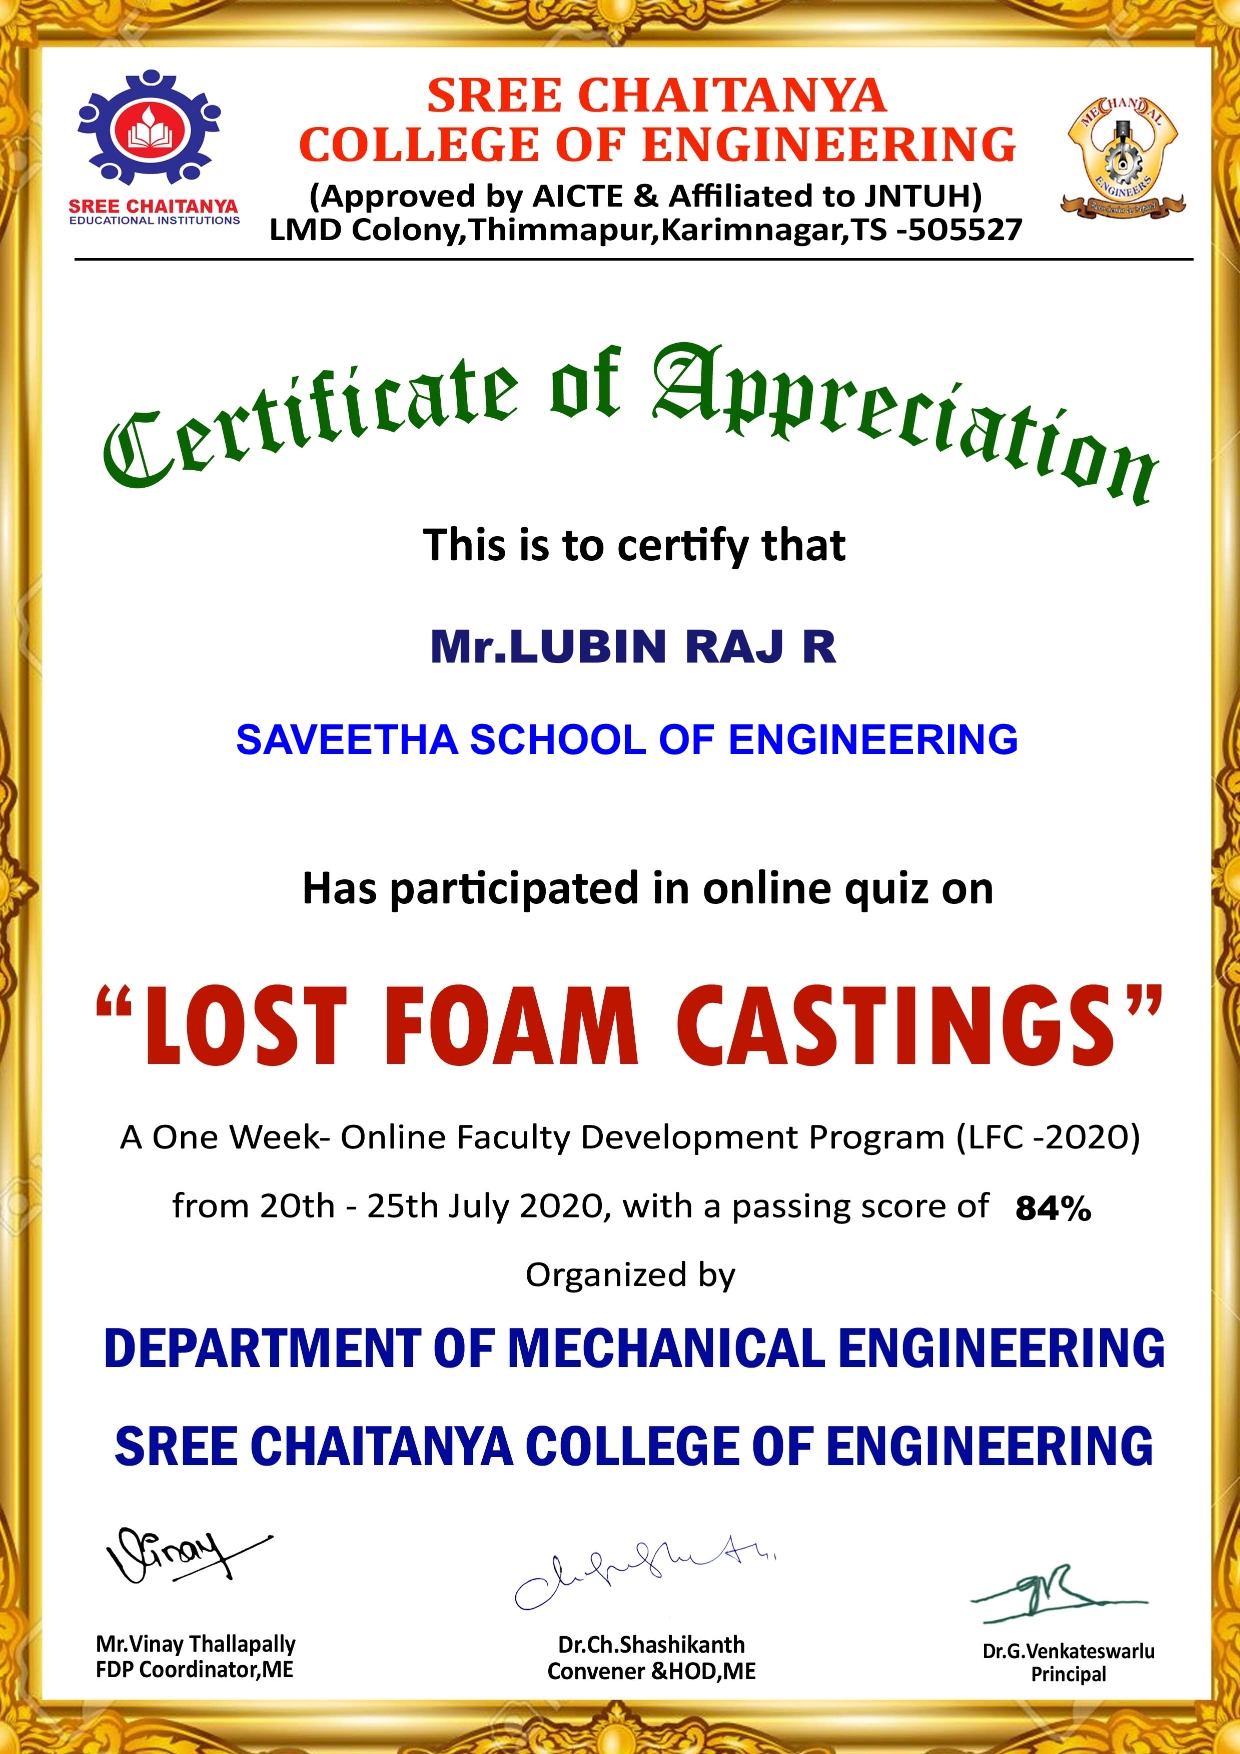 SREE CHAITANYA
COLLEGE OF ENGINEERING
(Approved by AICTE & Affiliated to JNTUH)
LMD Colony,Thimmapur,Karimnagar,TS -505527
SREE CHAITANYA
EDUCATIONAL INSTITUTIONS
MECHANICAL
ENGINEERS
Certificate of Appreciation
This is to certify that
Mr.LUBIN RAJ R
SAVEETHA SCHOOL OF ENGINEERING
Has participated in online quiz on
“LOST FOAM CASTINGS”
A One Week- Online Faculty Development Program (LFC -2020)
from 20th - 25th July 2020, with a passing score of 84%
Organized by
DEPARTMENT OF MECHANICAL ENGINEERING
SREE CHAITANYA COLLEGE OF ENGINEERING
Vinay
Mr.Vinay Thallapally
FDP Coordinator,ME
Dr.Ch.Shashikanth
Convener &HOD,ME
Dr.G.Venkateswarlu
Principal